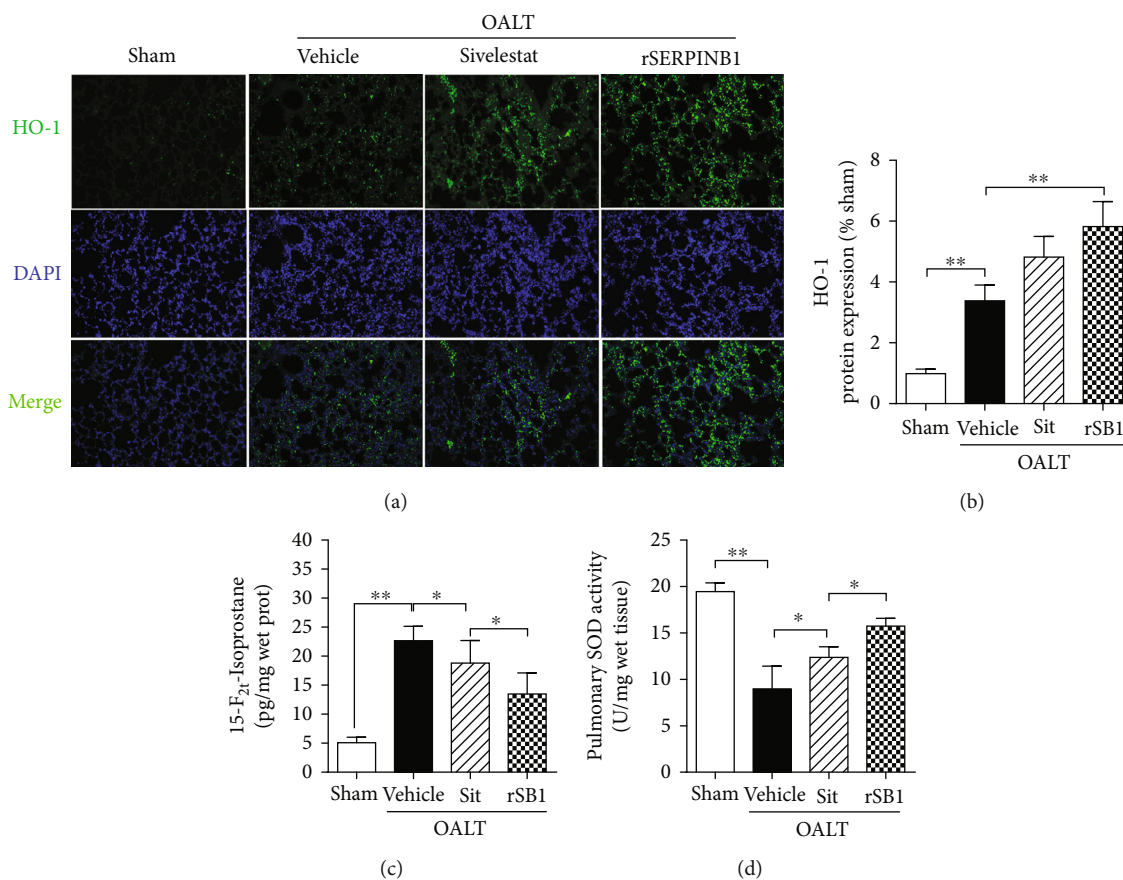 OALT
Sham Vehicle Sivelestat rSERPINB1
HO-1
DAPI
Merge
(a)
HO-1
protein expression (% sham)
8
6
4
2
0
**
**
Sham Vehicle Sit rSB1
OALT
(b)
15-F2t-Isoprostane
(pg/mg wet prot)
40
35
30
25
20
15
10
5
0
**
*
*
Sham Vehicle Sit rSB1
OALT
(c)
Pulmonary SOD activity
(U/mg wet tissue)
25
20
15
10
5
0
**
*
*
Sham Vehicle Sit rSB1
OALT
(d)